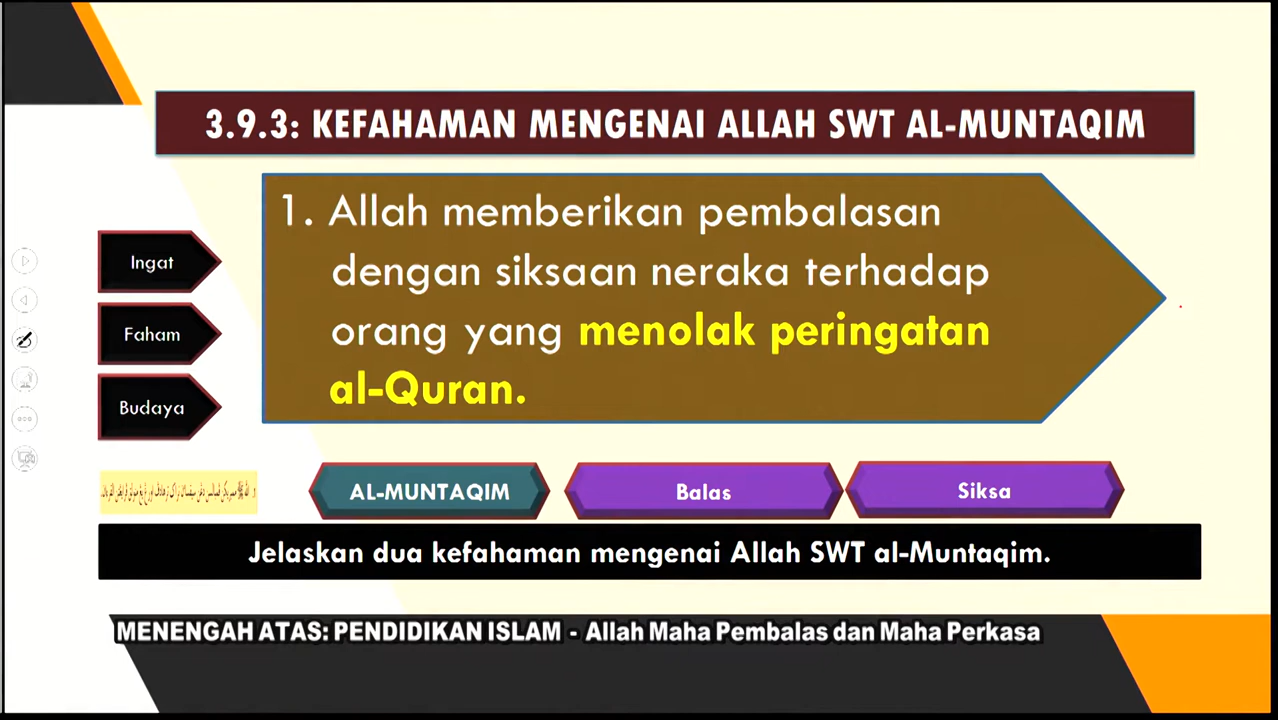 3.9.3: KEFAHAMAN MENGENAI ALLAH SWT AL-MUNTAQIM
1. Allah memberikan pembalasan
dengan siksaan neraka terhadap
orang yang menolak peringatan
al-Quran.
Ingat
Faham
Budaya
AL-MUNTAQIM
Balas
Siksa
Jelaskan dua kefahaman mengenai Allah SWT al-Muntaqim.
MENENGAH ATAS: PENDIDIKAN ISLAM - Allah Maha Pembalas dan Maha Perkasa